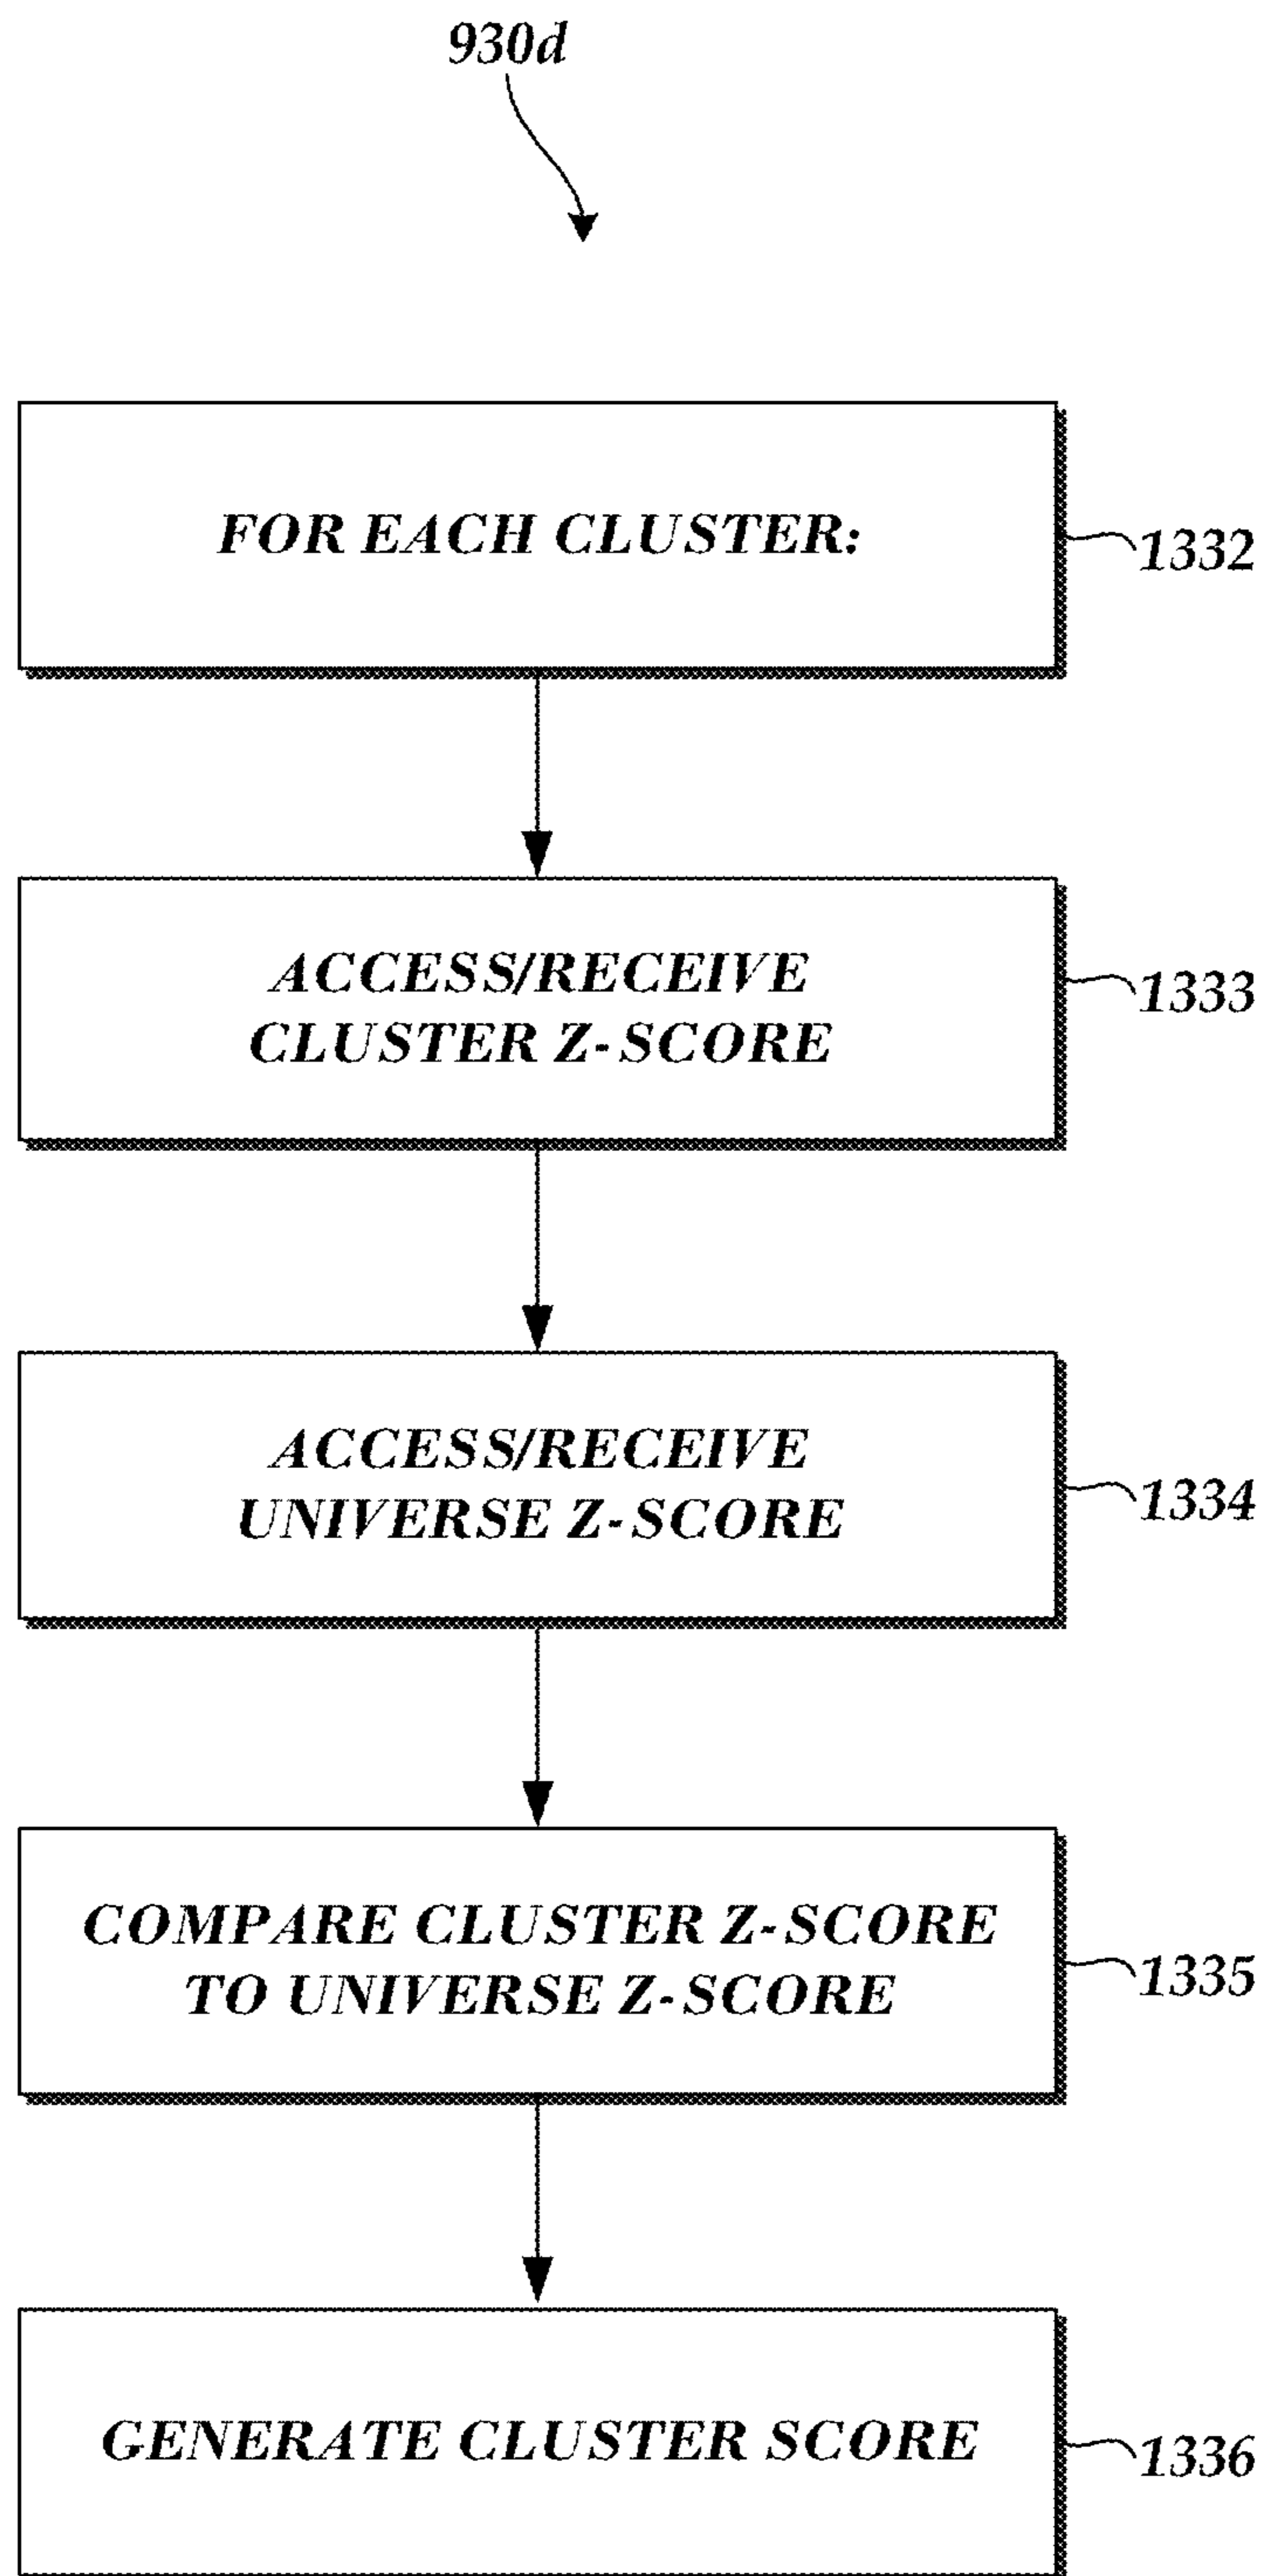 930d
FOR EACH CLUSTER:
1332
ACCESS/RECEIVE
CLUSTER Z-SCORE
1333
ACCESS/RECEIVE
UNIVERSE Z-SCORE
1334
COMPARE CLUSTER Z-SCORE
TO UNIVERSE Z-SCORE
1335
GENERATE CLUSTER SCORE
1336